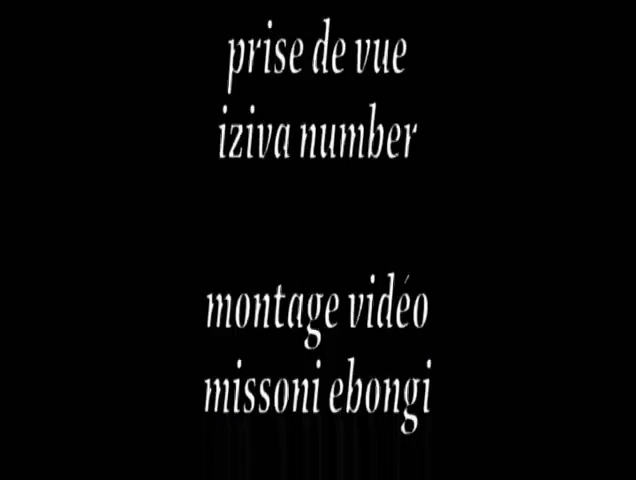 prise de vue
iziva number
montage vidéo
missoni ebongi